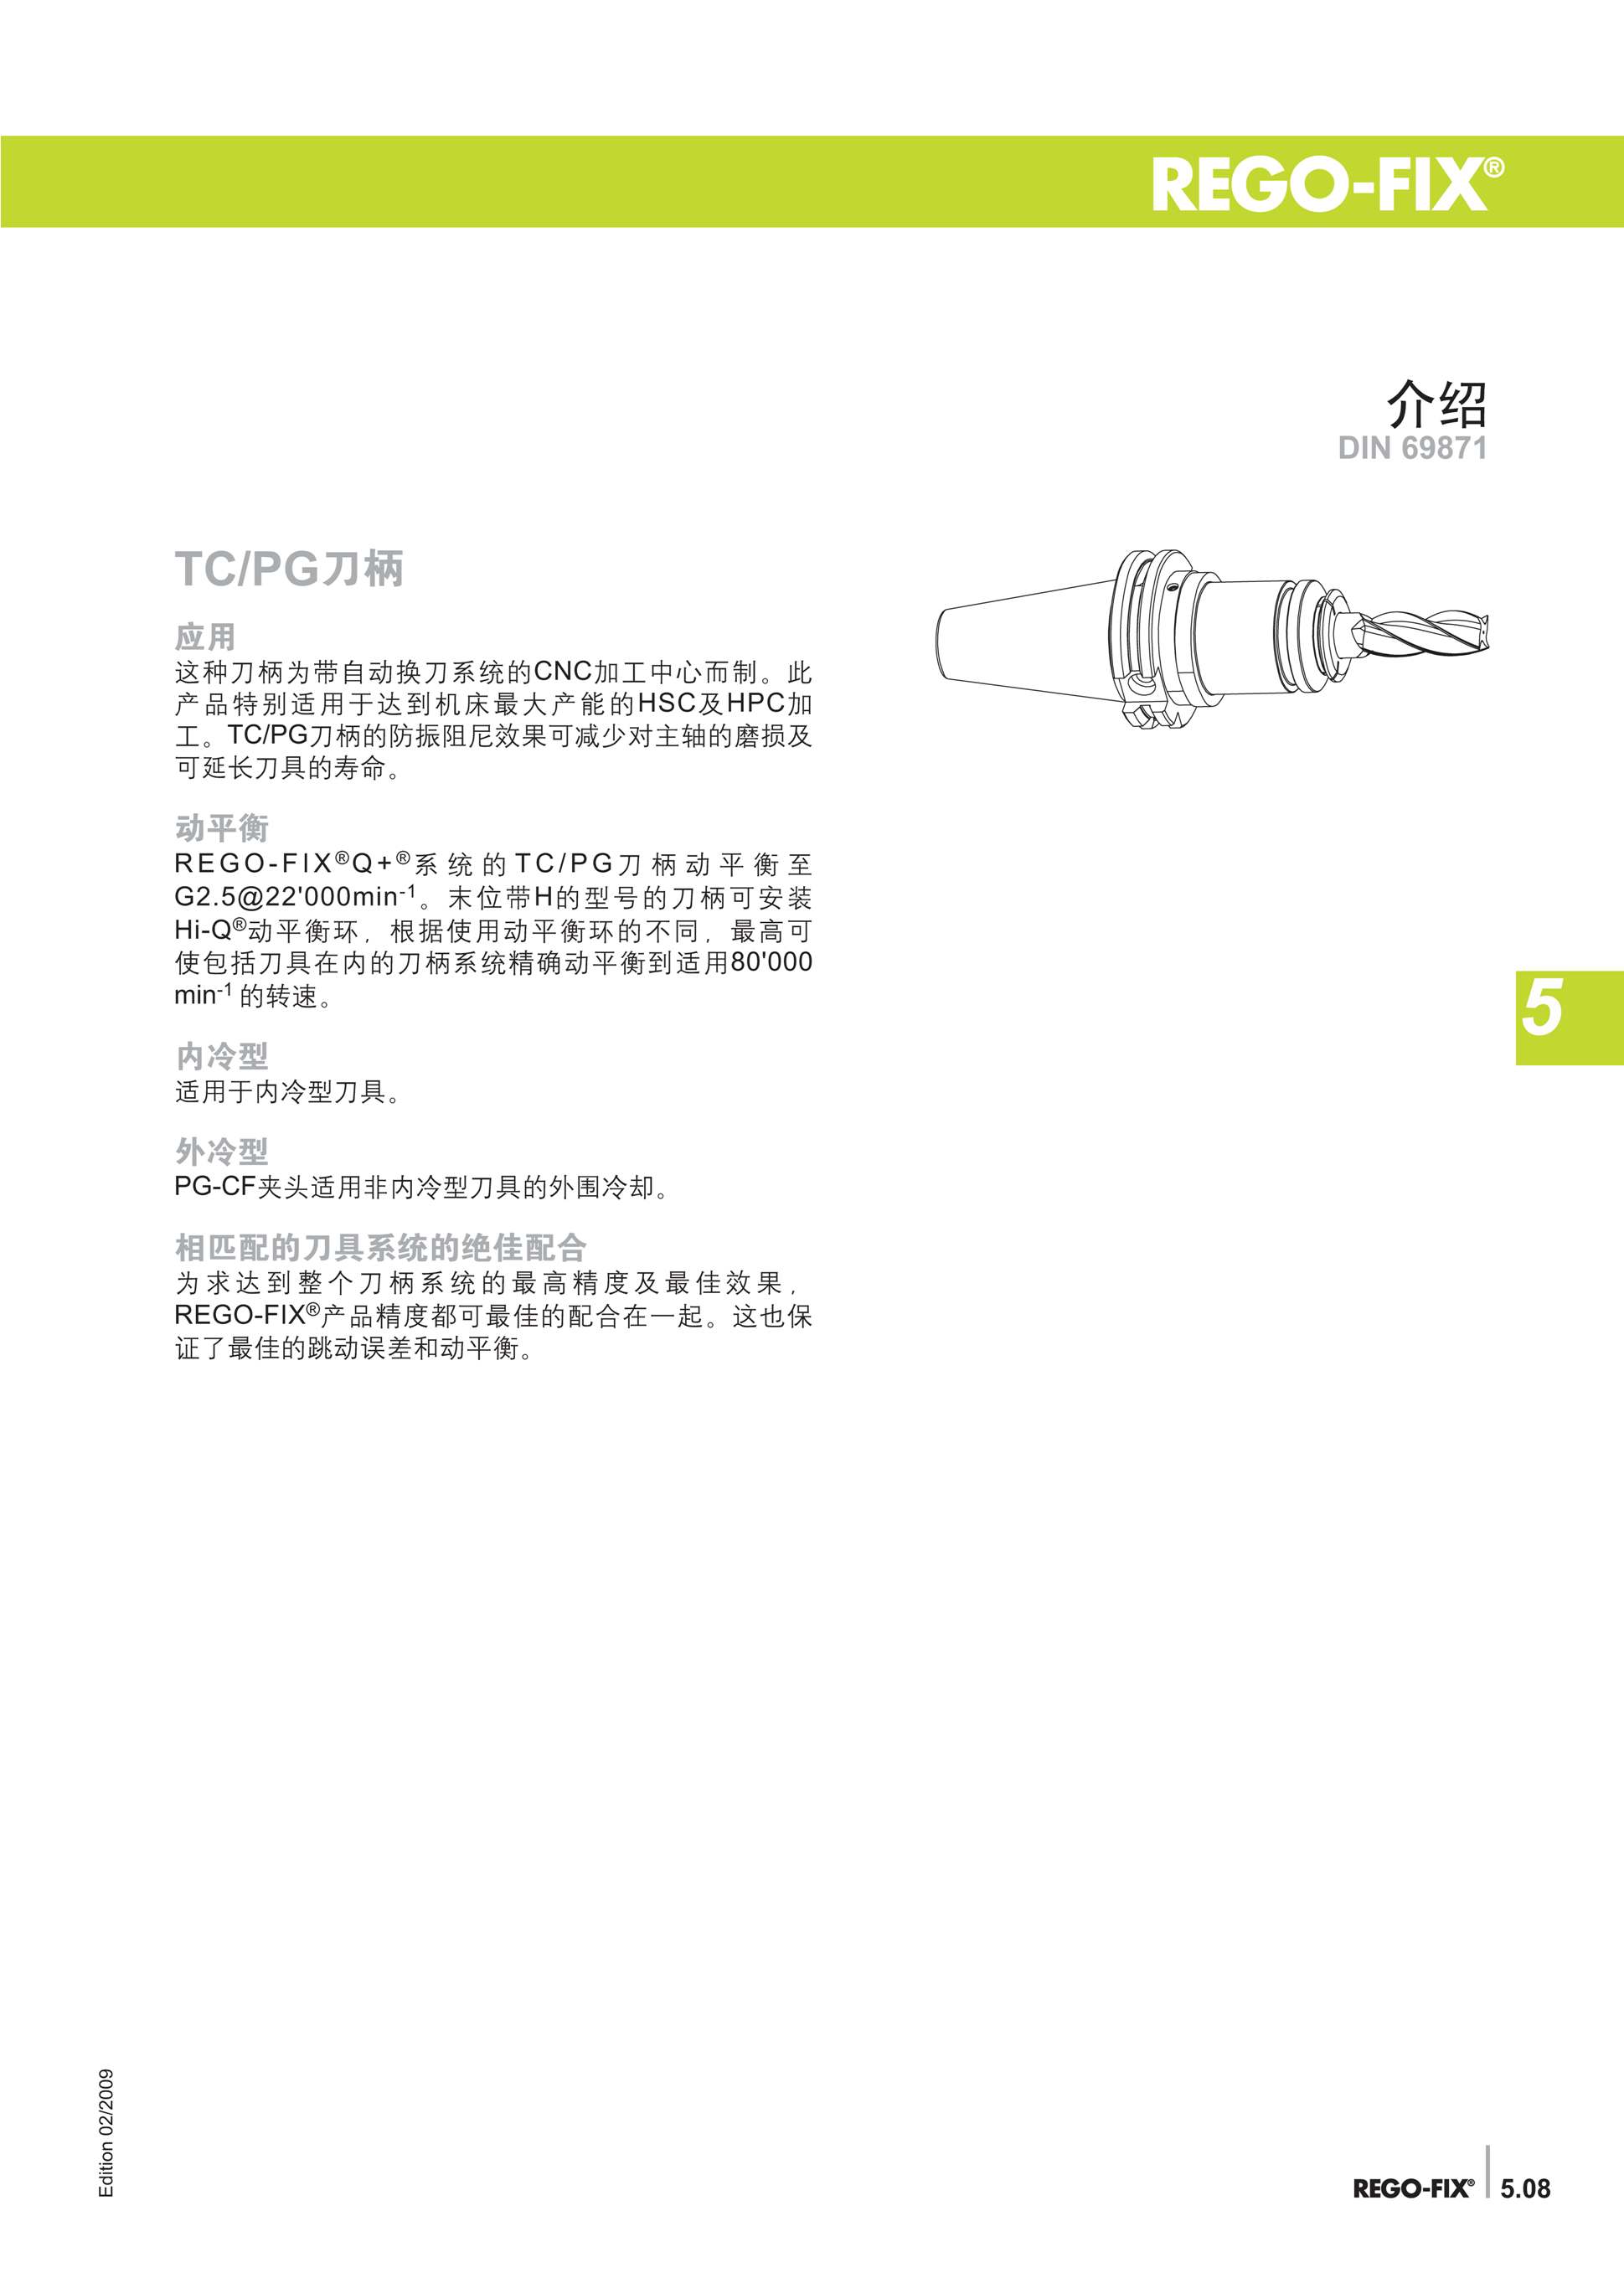 REGO-FIX®
介绍
DIN 69871
TC/PG刀柄
应用
这种刀柄为带自动换刀系统的CNC加工中心而制。此
产品特别适用于达到机床最大产能的HSC及HPC加
工。TC/PG刀柄的防振阻尼效果可减少对主轴的磨损及
可延长刀具的寿命。
动平衡
REGO-FIX®Q+®系统的TC/PG刀柄动平衡至
G2.5@22'000min-1。末位带H的型号的刀柄可安装
Hi-Q®动平衡环，根据使用动平衡环的不同，最高可
使包括刀具在内的刀柄系统精确动平衡到适用80'000
min-1 的转速。
内冷型
适用于内冷型刀具。
外冷型
PG-CF夹头适用非内冷型刀具的外围冷却。
相匹配的刀具系统的绝佳配合
为求达到整个刀柄系统的最高精度及最佳效果，
REGO-FIX®产品精度都可最佳的配合在一起。这也保
证了最佳的跳动误差和动平衡。
5
Edition 02/2009
REGO-FIX® 5.08